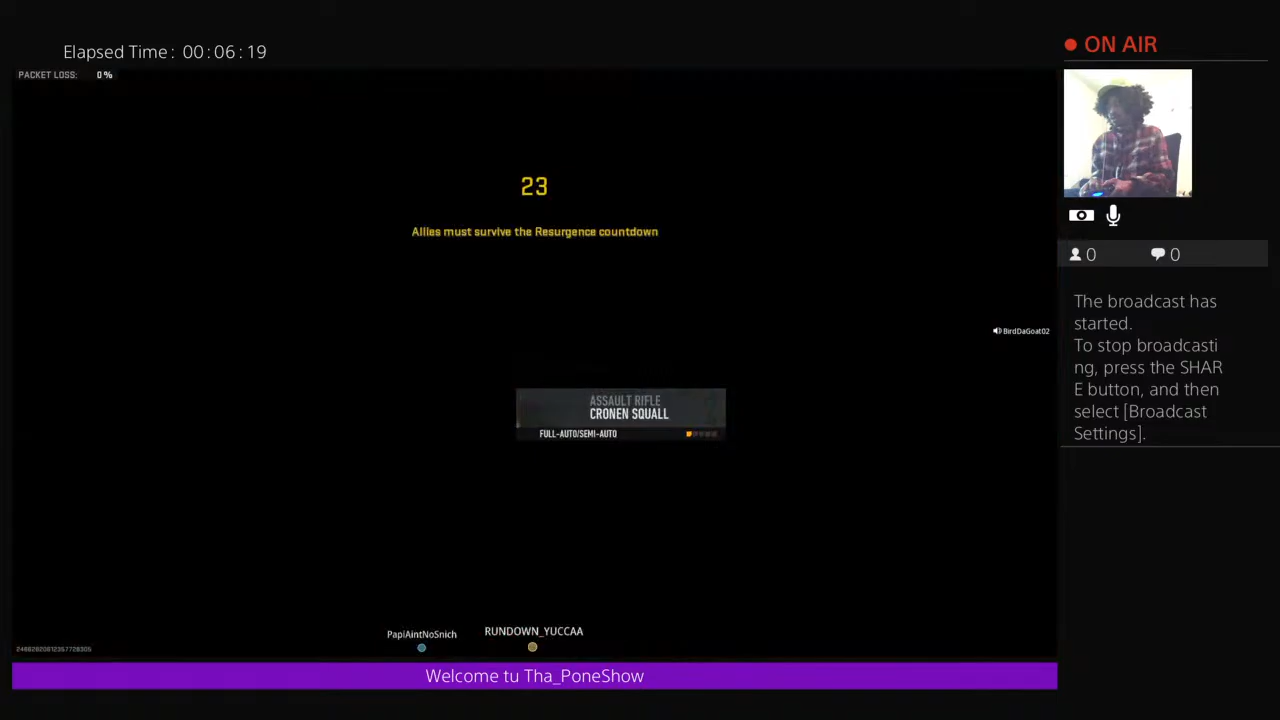 Elapsed Time: 00:06:19
ON AIR
PACKET LOSS: 0%
23
Allies must survive the Resurgence countdown
0 0
The broadcast has
started.
To stop broadcasti
ng, press the SHAR
E button, and then
select [Broadcast
Settings].
BirdDaGoat02
ASSAULT RIFLE
CRONEN SQUALL
FULL-AUTO/SEMI-AUTO
PapiAintNoSnich
RUNDOWN_YUCCAA
Welcome tu Tha_PoneShow